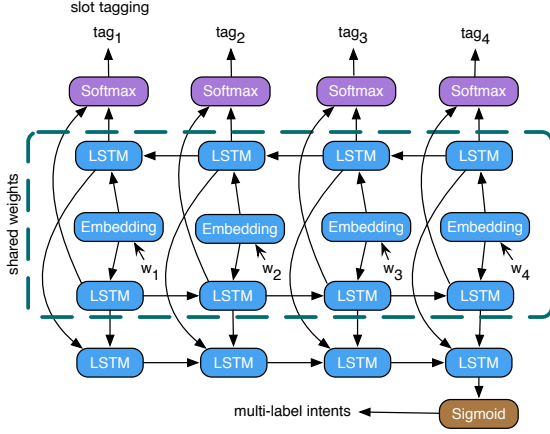 slot tagging
tag1 tag2 tag3 tag4
Softmax Softmax Softmax Softmax
LSTM LSTM LSTM LSTM
shared weights
Embedding Embedding Embedding Embedding
w1 w2 w3 w4
LSTM LSTM LSTM LSTM
LSTM LSTM LSTM LSTM
multi-label intents Sigmoid